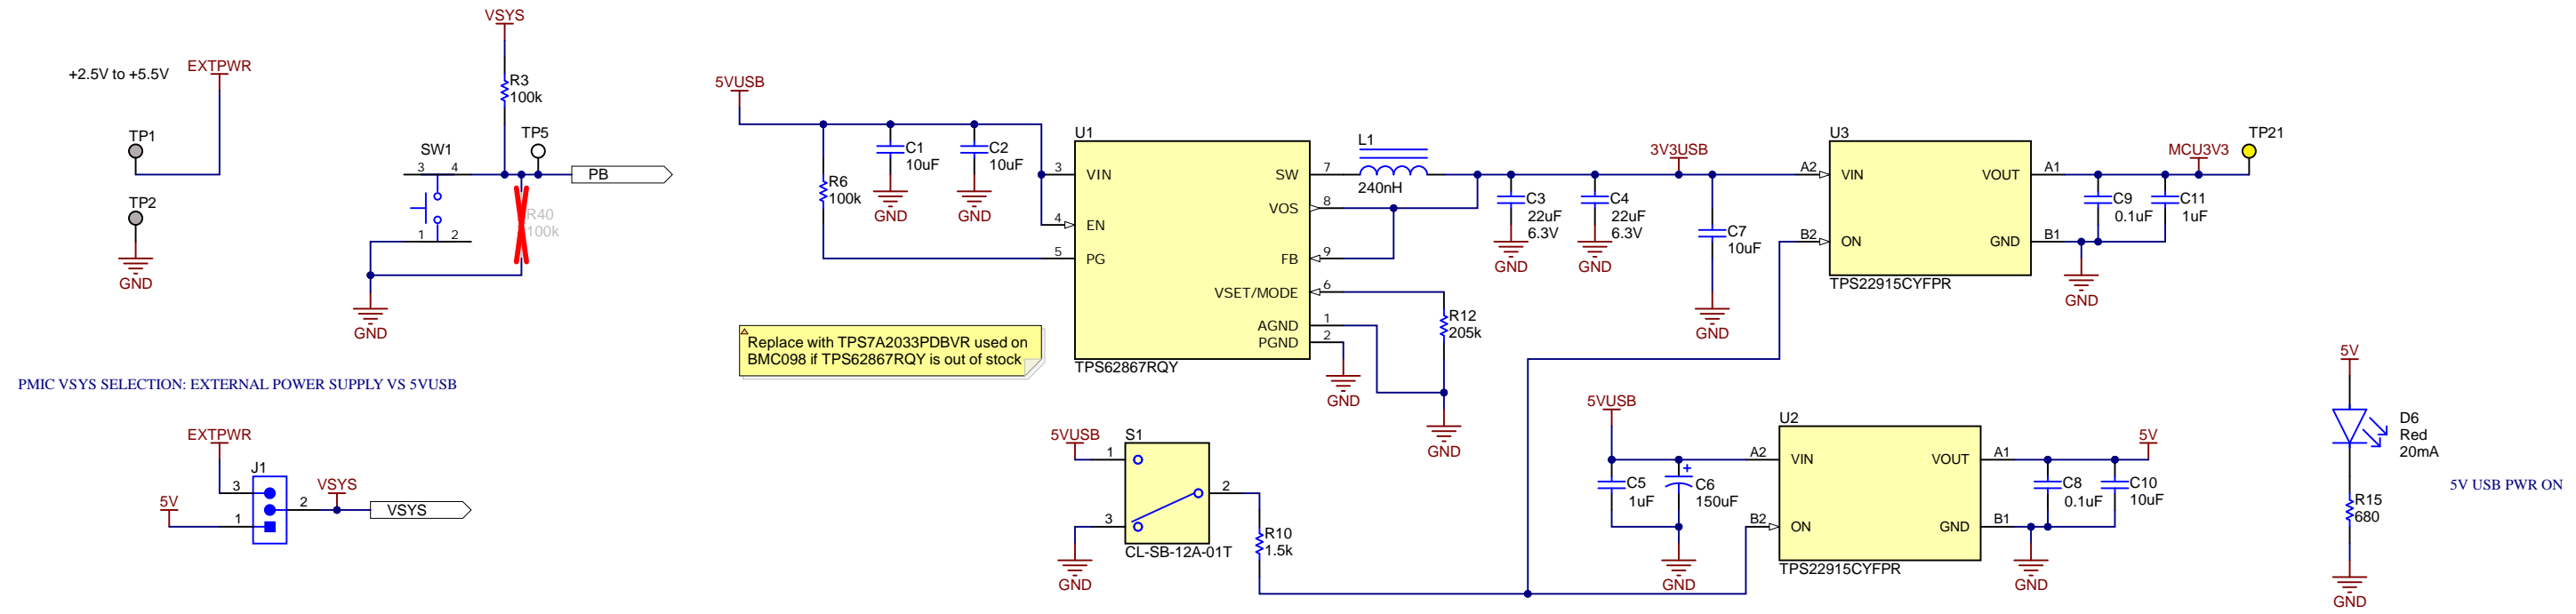 +2.5V to +5.5V
EXTPWR
TP1
TP2
GND
VSYS
R3
100k
TP5
SW1
3 4
PB
R40
100k
1 2
GND
5VUSB
R6
100k
C1
10uF
GND
C2
10uF
GND
U1
3 VIN
4 EN
5 PG
SW 7
VOS 8
FB 9
VSET/MODE 6
AGND 1
PGND 2
TPS62867RQY
GND
L1
240nH
R12
205k
GND
C3
22uF
6.3V
GND
C4
22uF
6.3V
GND
3V3USB
C7
10uF
GND
U3
A2 VIN
B2 ON
VOUT A1
GND B1
TPS22915CYFPR
C9
0.1uF
C11
1uF
GND
MCU3V3
TP21
Replace with TPS7A2033PDBVR used on
BMC098 if TPS62867RQY is out of stock
PMIC VSYS SELECTION: EXTERNAL POWER SUPPLY VS 5VUSB
EXTPWR
J1
3
5V
1
2
VSYS
VSYS
5VUSB
S1
1
2
3
CL-SB-12A-01T
GND
R10
1.5k
5VUSB
C5
1uF
+
C6
150uF
GND
U2
A2 VIN
B2 ON
VOUT A1
GND B1
TPS22915CYFPR
C8
0.1uF
C10
10uF
5V
GND
5V
D6
Red
20mA
R15
680
GND
5V USB PWR ON